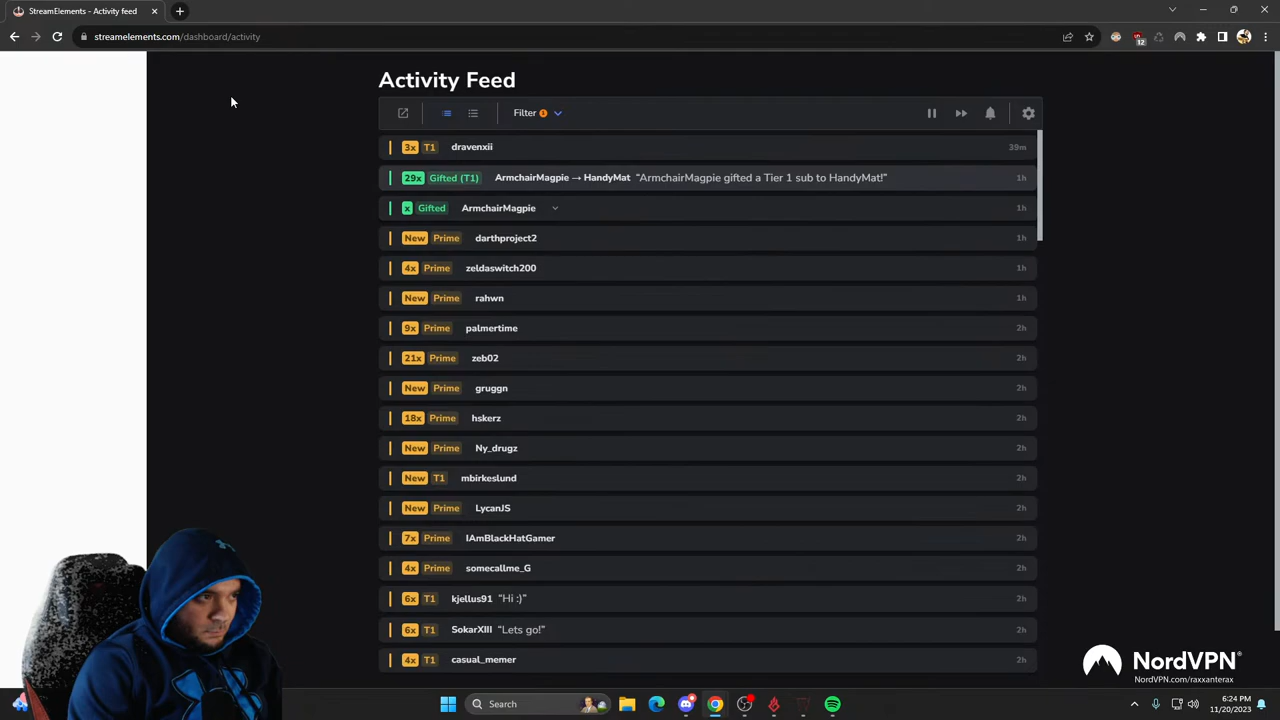 StreamElements - Activity feed
streamelements.com/dashboard/activity
12
Activity Feed
Filter 1
3x T1 dravenxii 39m
29x Gifted (T1) ArmchairMagpie → HandyMat "ArmchairMagpie gifted a Tier 1 sub to HandyMat!" 1h
x Gifted ArmchairMagpie 1h
New Prime darthproject2 1h
4x Prime zeldaswitch200 1h
New Prime rahwn 1h
9x Prime palmertime 2h
21x Prime zeb02 2h
New Prime gruggn 2h
18x Prime hskerz 2h
New Prime Ny_drugz 2h
New T1 mbirkeslund 2h
New Prime LycanJS 2h
7x Prime IAmBlackHatGamer 2h
4x Prime somecallme_G 2h
6x T1 kjellus91 "Hi :)" 2h
6x T1 SokarXIII "Lets go!" 2h
4x T1 casual_memer 2h
NordVPN®
NordVPN.com/raxxanterax
Search
6:24 PM
11/20/2023